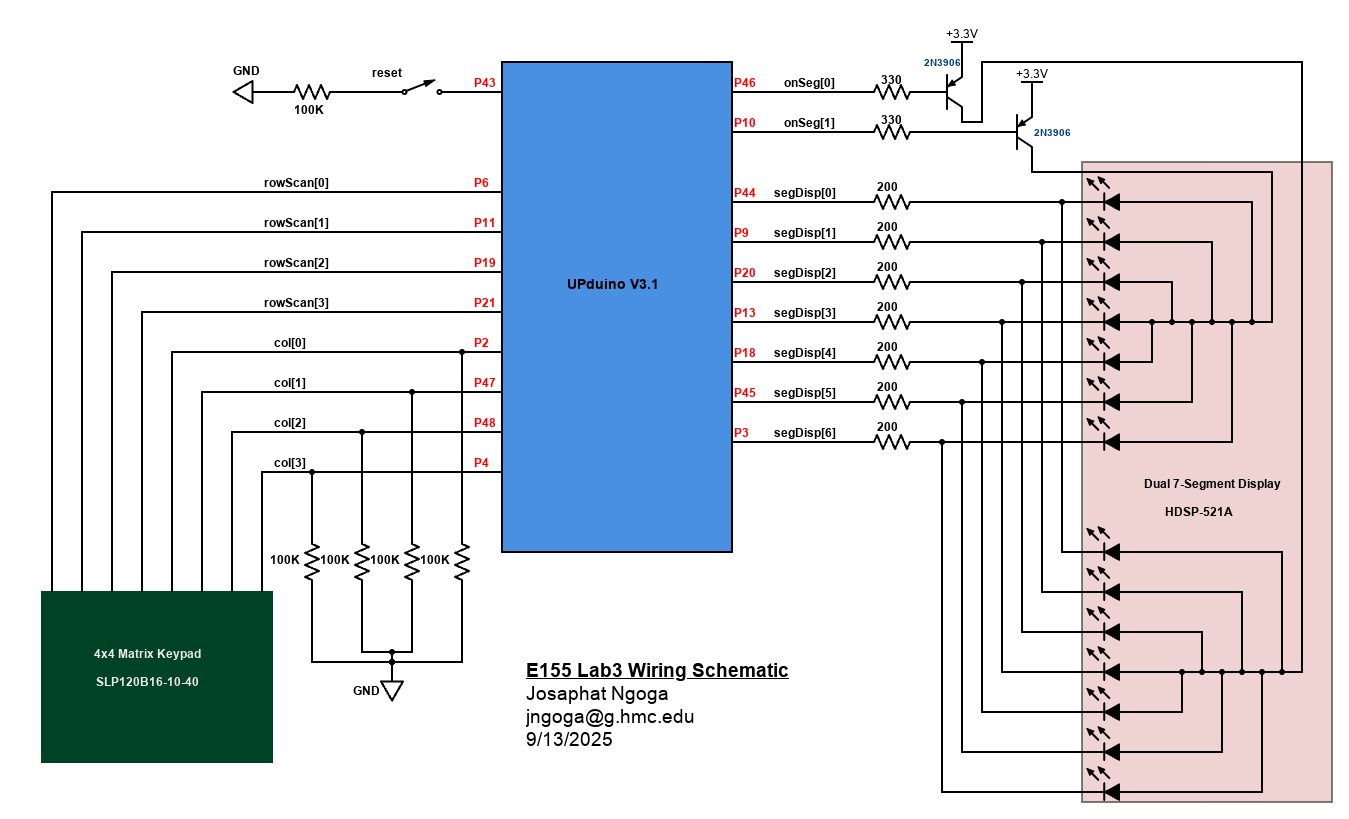 GND
100K
reset
P43
rowScan[0]
P6
rowScan[1]
P11
rowScan[2]
P19
rowScan[3]
P21
col[0]
P2
col[1]
P47
col[2]
P48
col[3]
P4
100K
100K
100K
100K
GND
4x4 Matrix Keypad
SLP120B16-10-40
UPduino V3.1
P46
onSeg[0]
330
2N3906
+3.3V
P10
onSeg[1]
330
2N3906
+3.3V
P44
segDisp[0]
200
P9
segDisp[1]
200
P20
segDisp[2]
200
P13
segDisp[3]
200
P18
segDisp[4]
200
P45
segDisp[5]
200
P3
segDisp[6]
200
Dual 7-Segment Display
HDSP-521A
E155 Lab3 Wiring Schematic
Josaphat Ngoga
jngoga@g.hmc.edu
9/13/2025